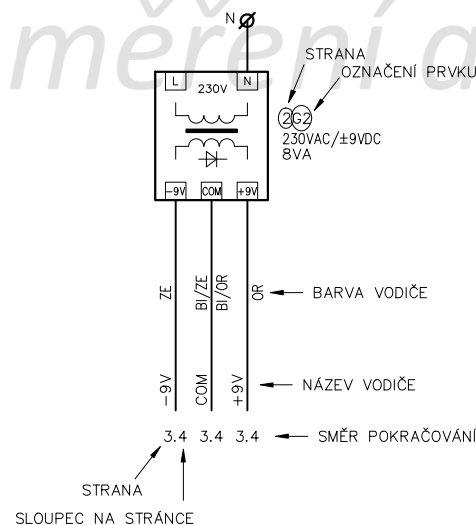 měření a
N
STRANA
OZNAČENÍ PRVKU
L
N
230V
2G2
230VAC/±9VDC
8VA
-9V COM +9V
ZE
BI/ZE
BI/OR
OR
BARVA VODIČE
-9V
COM
+9V
NÁZEV VODIČE
3.4 3.4 3.4
SMĚR POKRAČOVÁNÍ
STRANA
SLOUPEC NA STRÁNCE